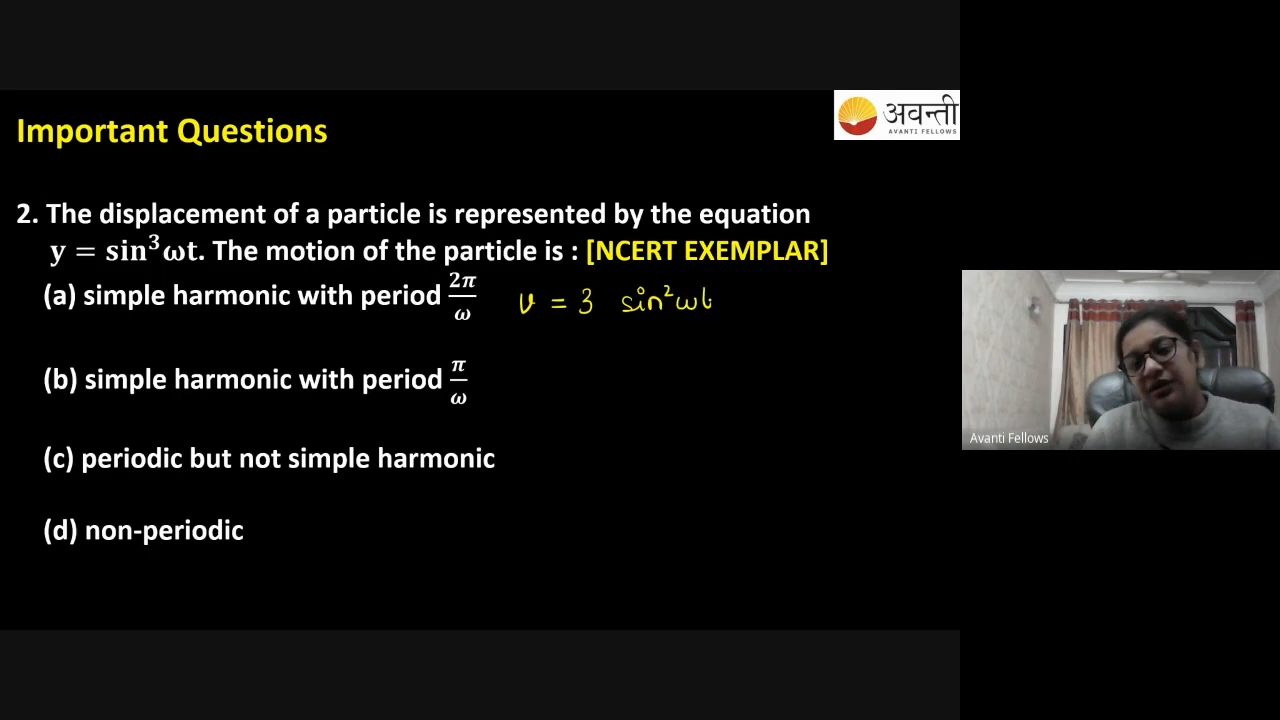 Important Questions
अवन्ती
AVANTI FELLOWS
2. The displacement of a particle is represented by the equation
y = sin³ωt. The motion of the particle is : [NCERT EXEMPLAR]
(a) simple harmonic with period 2π/ω
v = 3 sin²ωt
(b) simple harmonic with period π/ω
(c) periodic but not simple harmonic
(d) non-periodic
Avanti Fellows